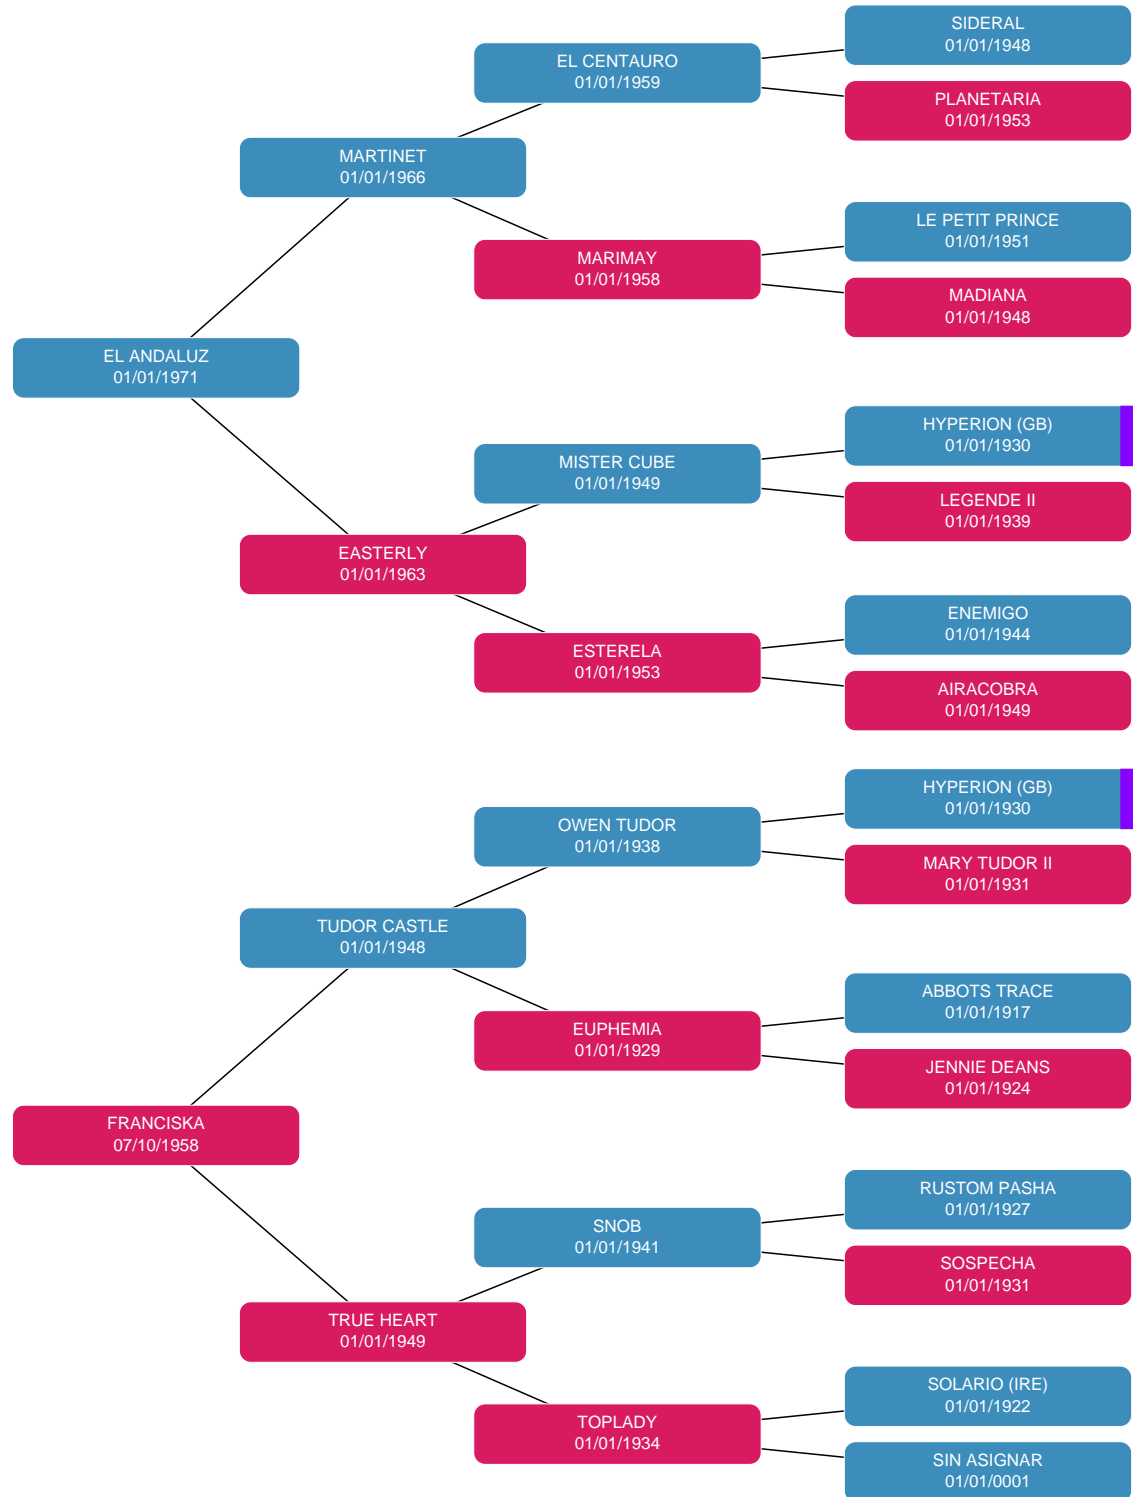 SIDERAL
01/01/1948
EL CENTAURO
01/01/1959
PLANETARIA
01/01/1953
MARTINET
01/01/1966
LE PETIT PRINCE
01/01/1951
MARIMAY
01/01/1958
MADIANA
01/01/1948
EL ANDALUZ
01/01/1971
HYPERION (GB)
01/01/1930
MISTER CUBE
01/01/1949
LEGENDE II
01/01/1939
EASTERLY
01/01/1963
ENEMIGO
01/01/1944
ESTERELA
01/01/1953
AIRACOBRA
01/01/1949
HYPERION (GB)
01/01/1930
OWEN TUDOR
01/01/1938
MARY TUDOR II
01/01/1931
TUDOR CASTLE
01/01/1948
ABBOTS TRACE
01/01/1917
EUPHEMIA
01/01/1929
JENNIE DEANS
01/01/1924
FRANCISKA
07/10/1958
RUSTOM PASHA
01/01/1927
SNOB
01/01/1941
SOSPECHA
01/01/1931
TRUE HEART
01/01/1949
SOLARIO (IRE)
01/01/1922
TOPLADY
01/01/1934
SIN ASIGNAR
01/01/0001